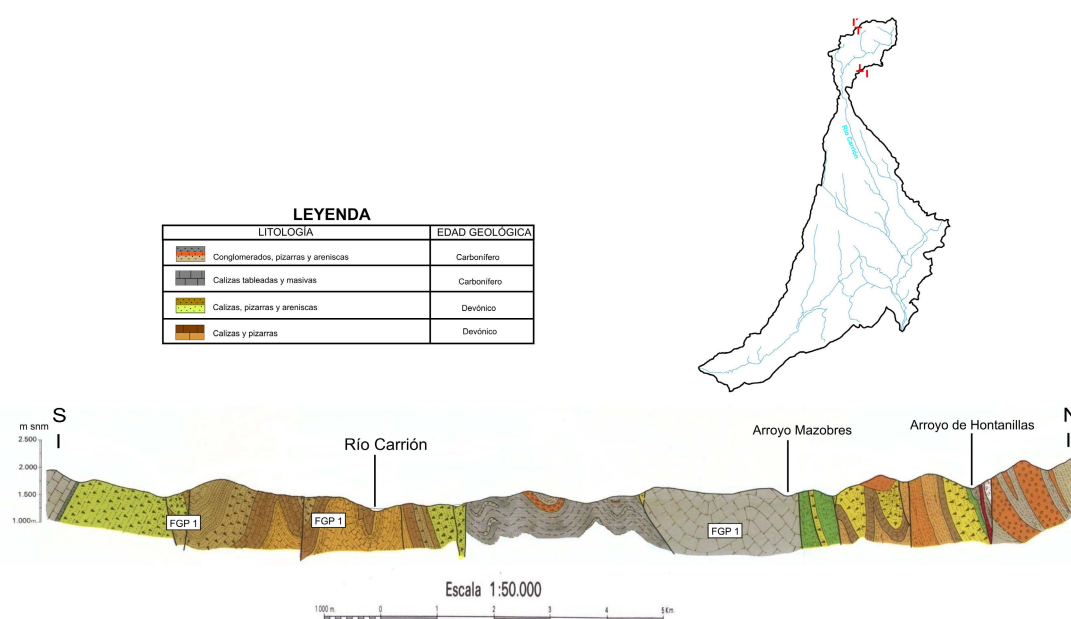 I'
I
Río Carrión
LEYENDA
LITOLOGÍA EDAD GEOLÓGICA
Conglomerados, pizarras y areniscas Carbonífero
Calizas tableadas y masivas Carbonífero
Calizas, pizarras y areniscas Devónico
Calizas y pizarras Devónico
S
I
N
I
m snm
2.500
2.000
1.500
1.000
Río Carrión
Arroyo Mazobres
Arroyo de Hontanillas
FGP 1
FGP 1
FGP 1
Escala 1:50.000
1000 m. 0 1 2 3 4 5 Km.